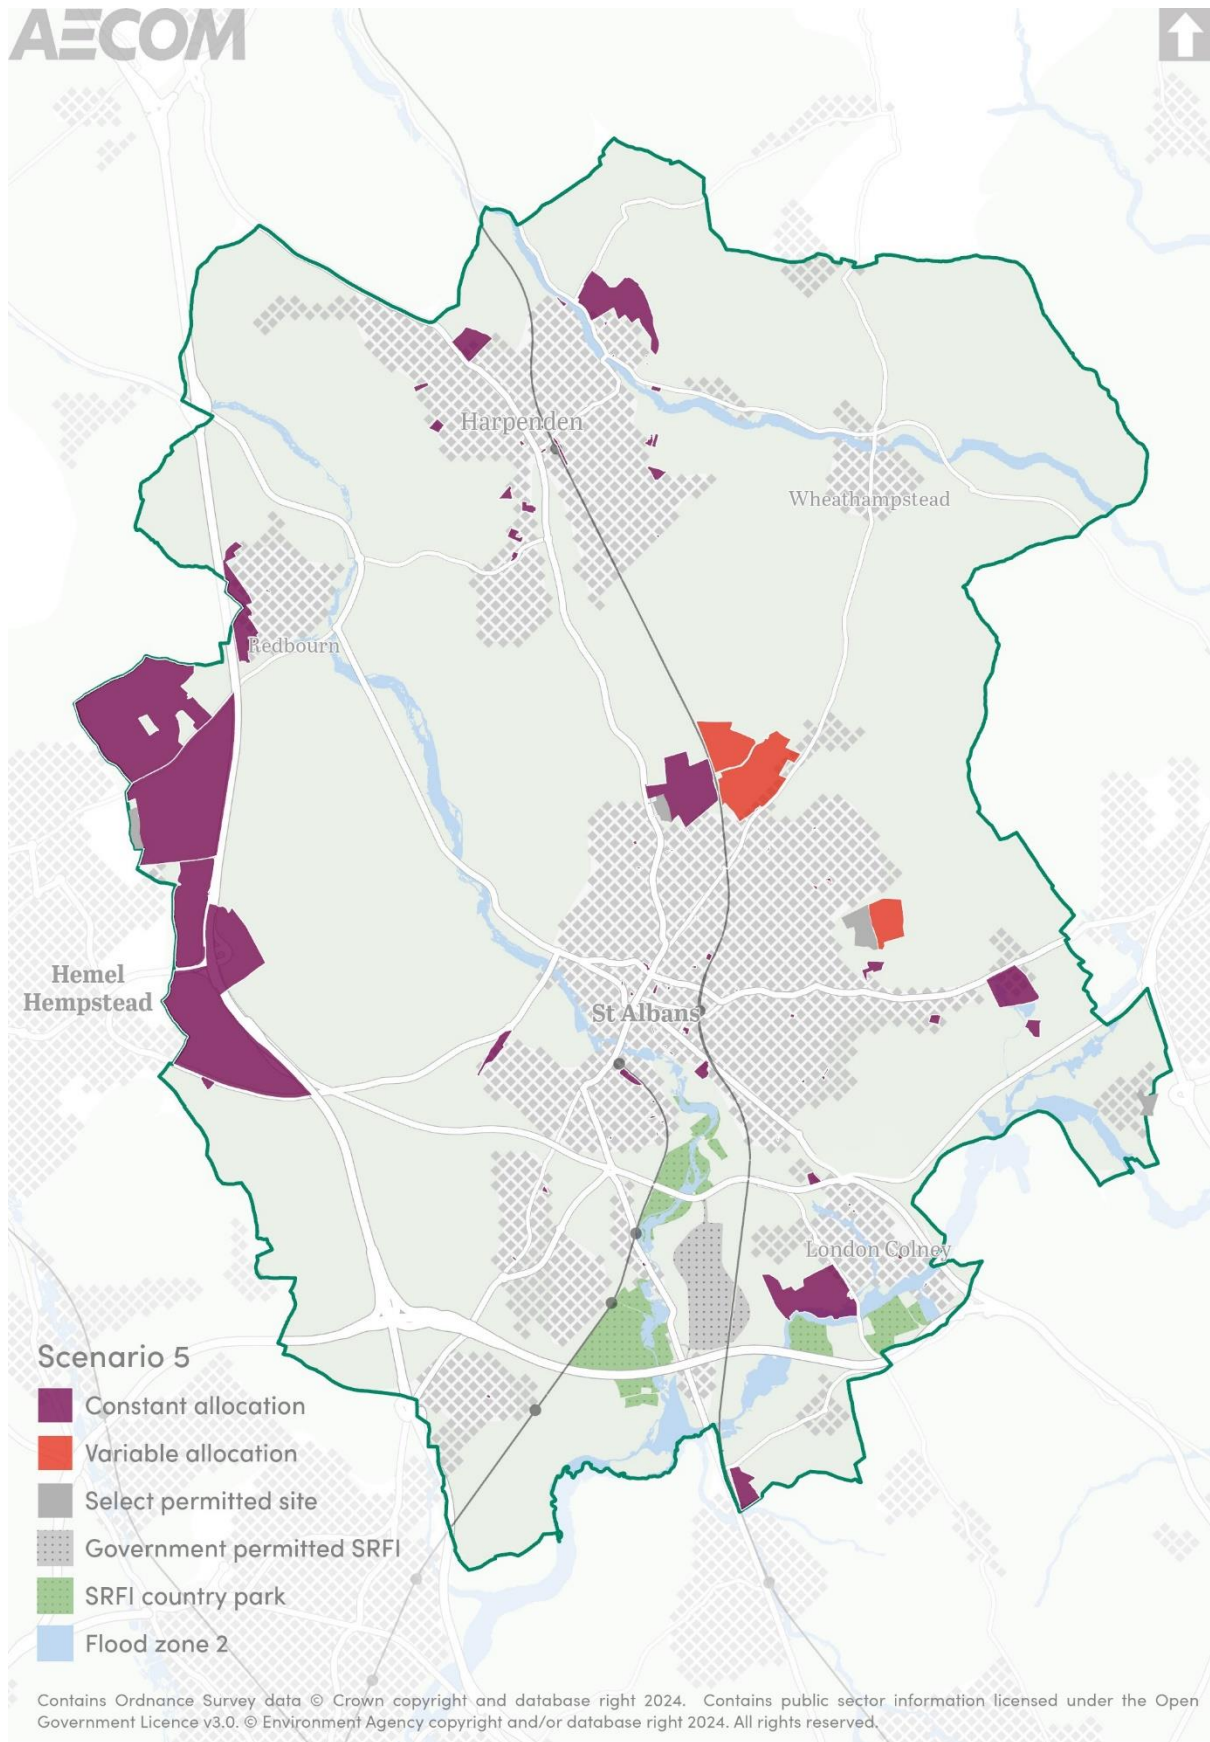 AECOM
Harpenden
Wheathampstead
Redbourn
Hemel
Hempstead
St Albans
London Colney
Scenario 5
Constant allocation
Variable allocation
Select permitted site
Government permitted SRFI
SRFI country park
Flood zone 2
Contains Ordnance Survey data © Crown copyright and database right 2024. Contains public sector information licensed under the Open
Government Licence v3.0. © Environment Agency copyright and/or database right 2024. All rights reserved.